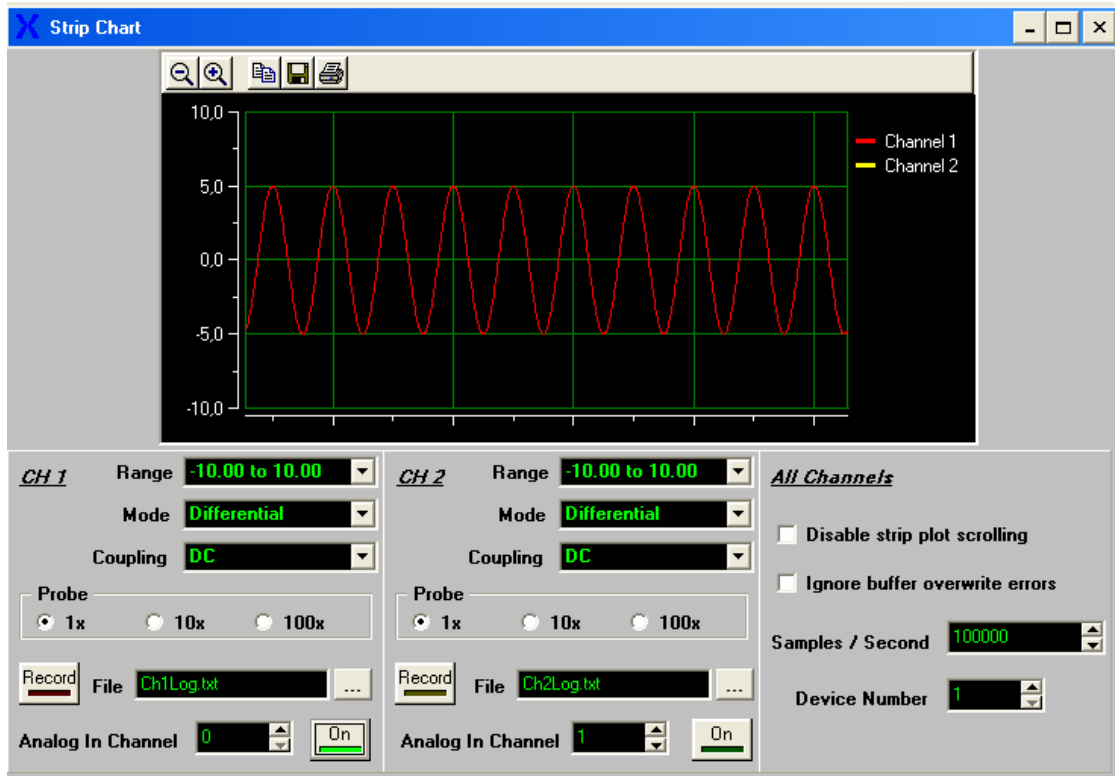 Strip Chart
10,0
5,0
0,0
-5,0
-10,0
Channel 1
Channel 2
CH 1
Range -10.00 to 10.00
Mode Differential
Coupling DC
Probe
1x 10x 100x
Record File Ch1Log.txt ...
Analog In Channel 0 On
CH 2
Range -10.00 to 10.00
Mode Differential
Coupling DC
Probe
1x 10x 100x
Record File Ch2Log.txt ...
Analog In Channel 1 On
All Channels
Disable strip plot scrolling
Ignore buffer overwrite errors
Samples / Second 100000
Device Number 1